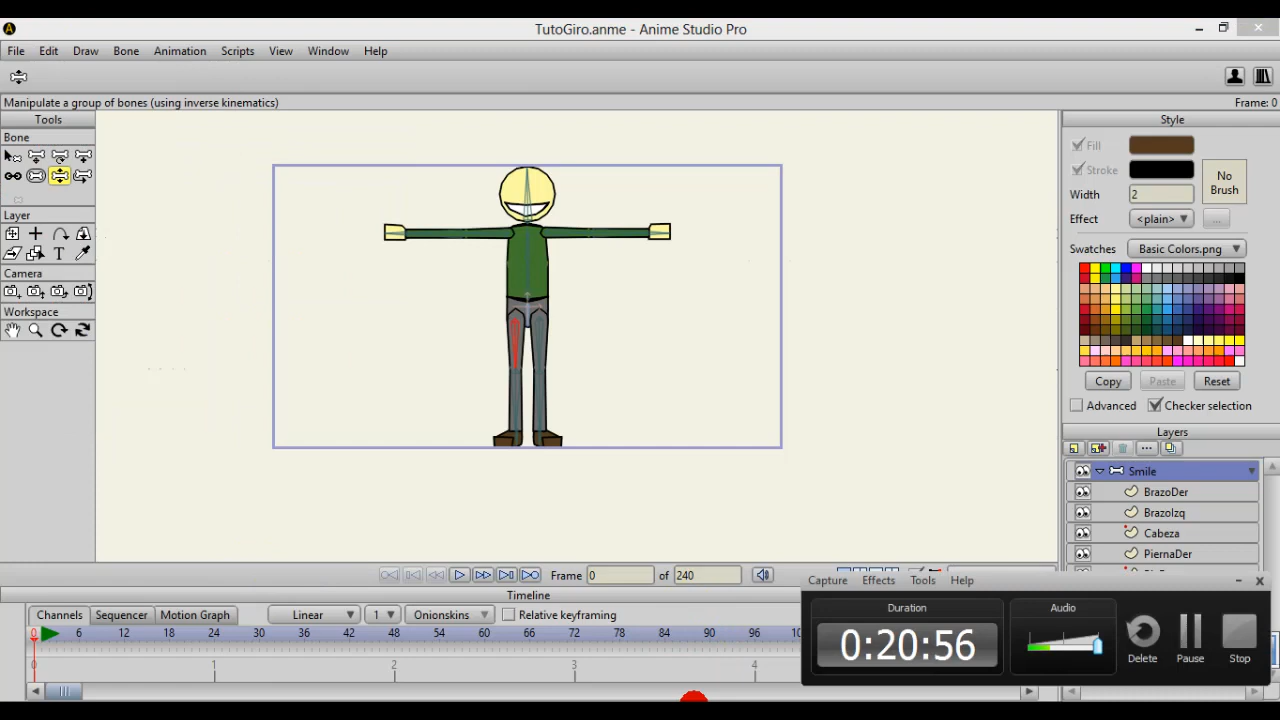 TutoGiro.anme - Anime Studio Pro
File Edit Draw Bone Animation Scripts View Window Help
Manipulate a group of bones (using inverse kinematics)
Frame: 0
Tools
Bone
Layer
Camera
Workspace
Style
Fill
Stroke
No Brush
Width 2
Effect <plain> ...
Swatches Basic Colors.png
Copy Paste Reset
Advanced Checker selection
Layers
Smile
BrazoDer
BrazoIzq
Cabeza
PiernaDer
Frame 0 of 240
Timeline
Channels Sequencer Motion Graph Linear 1 Onionskins Relative keyframing
0 6 12 18 24 30 36 42 48 54 60 66 72 78 84 90 96
0 1 2 3 4
Capture Effects Tools Help
Duration
0:20:56
Audio
Delete Pause Stop